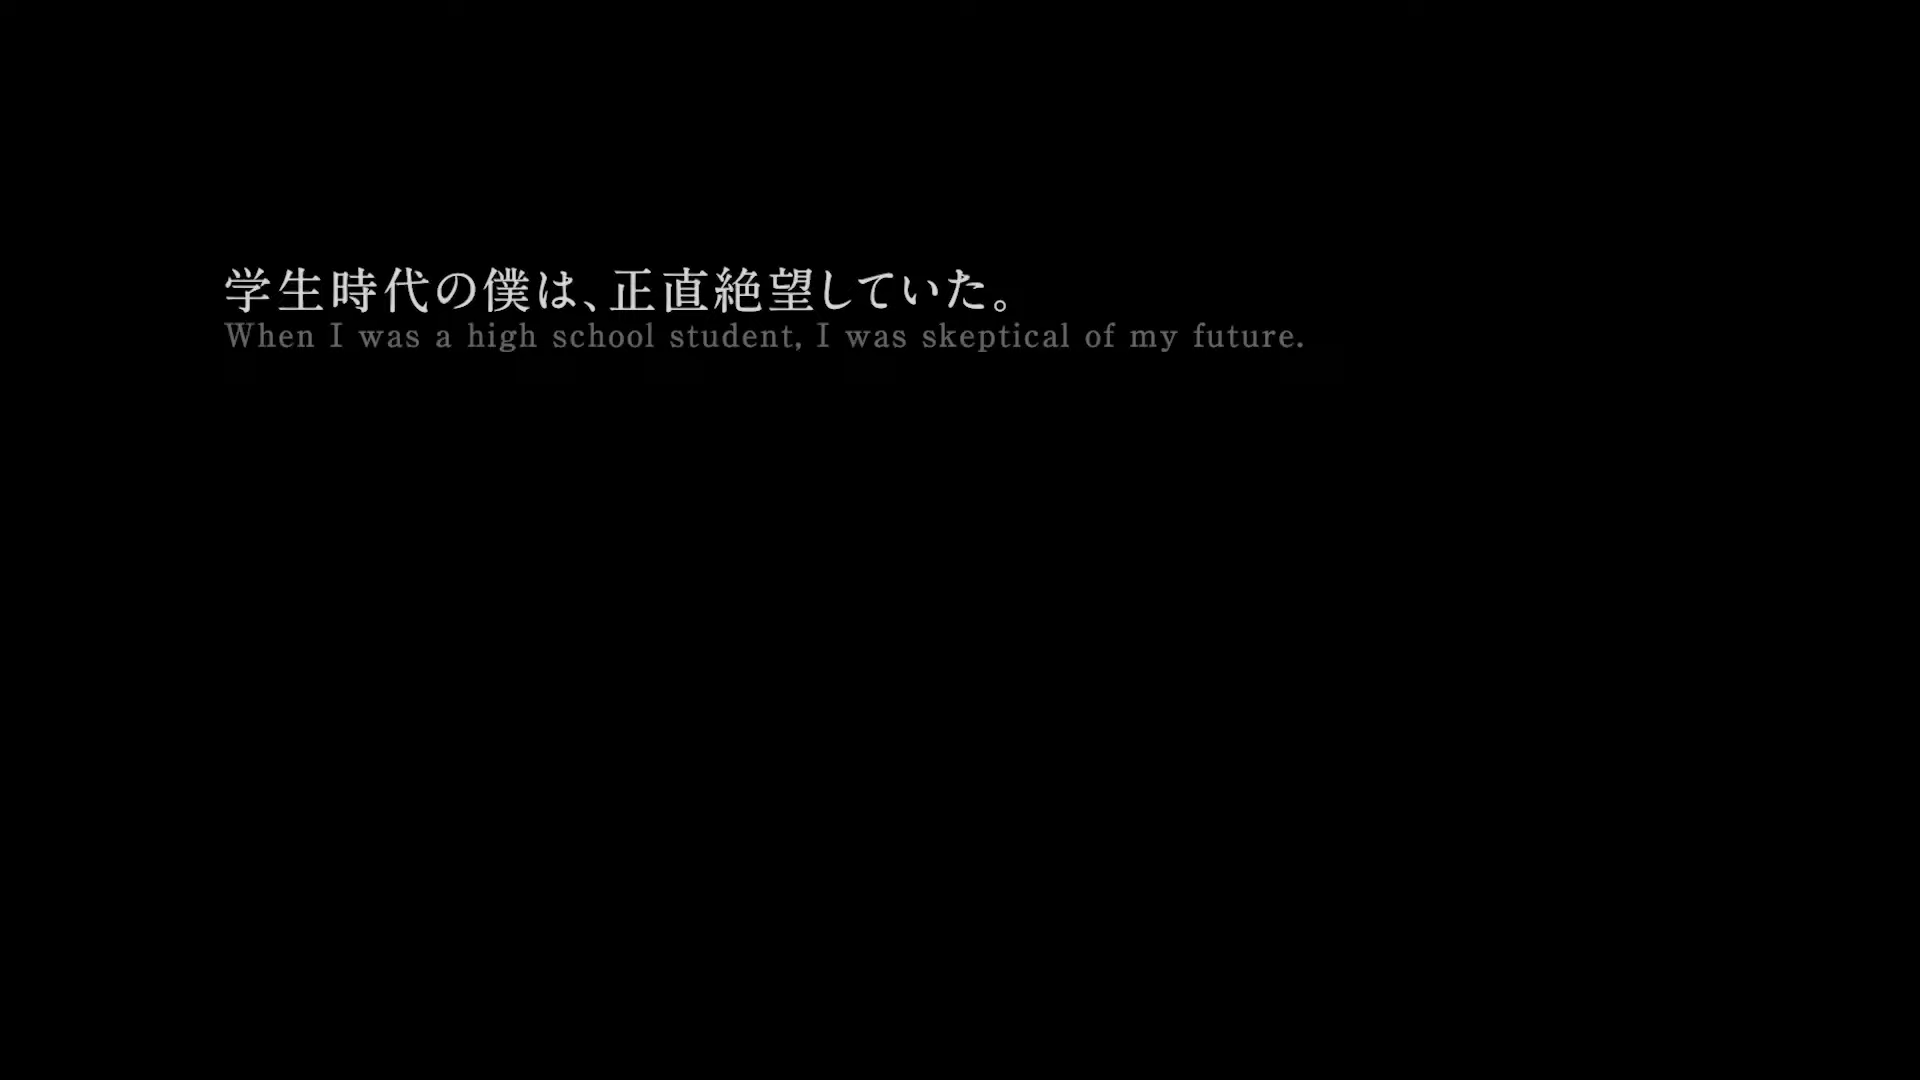 学生時代の僕は、正直絶望していた。
When I was a high school student, I was skeptical of my future.